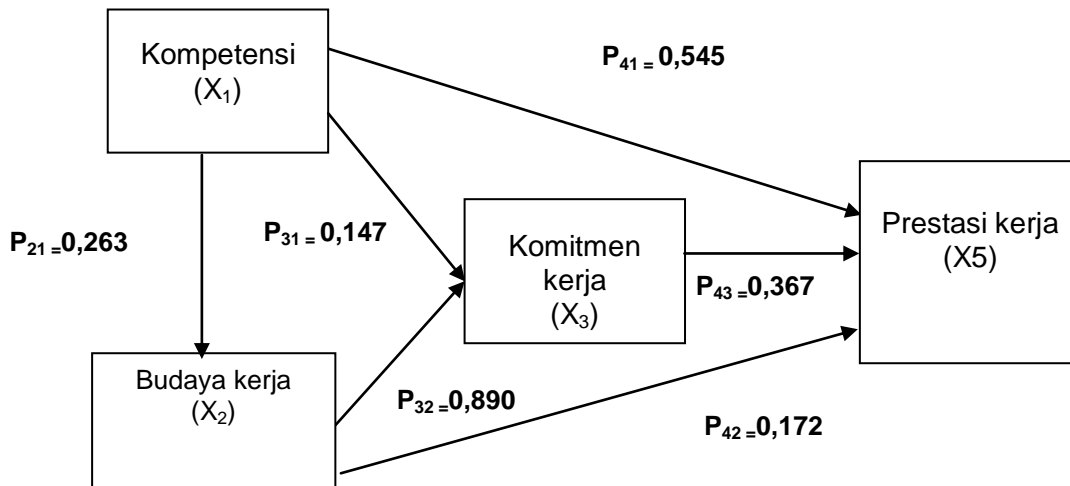 Kompetensi
(X₁)
P₄₁ = 0,545
P₂₁ =0,263
P₃₁ = 0,147
Komitmen
kerja
(X₃)
Prestasi kerja
(X5)
P₄₃ =0,367
Budaya kerja
(X₂)
P₃₂ =0,890
P₄₂ =0,172